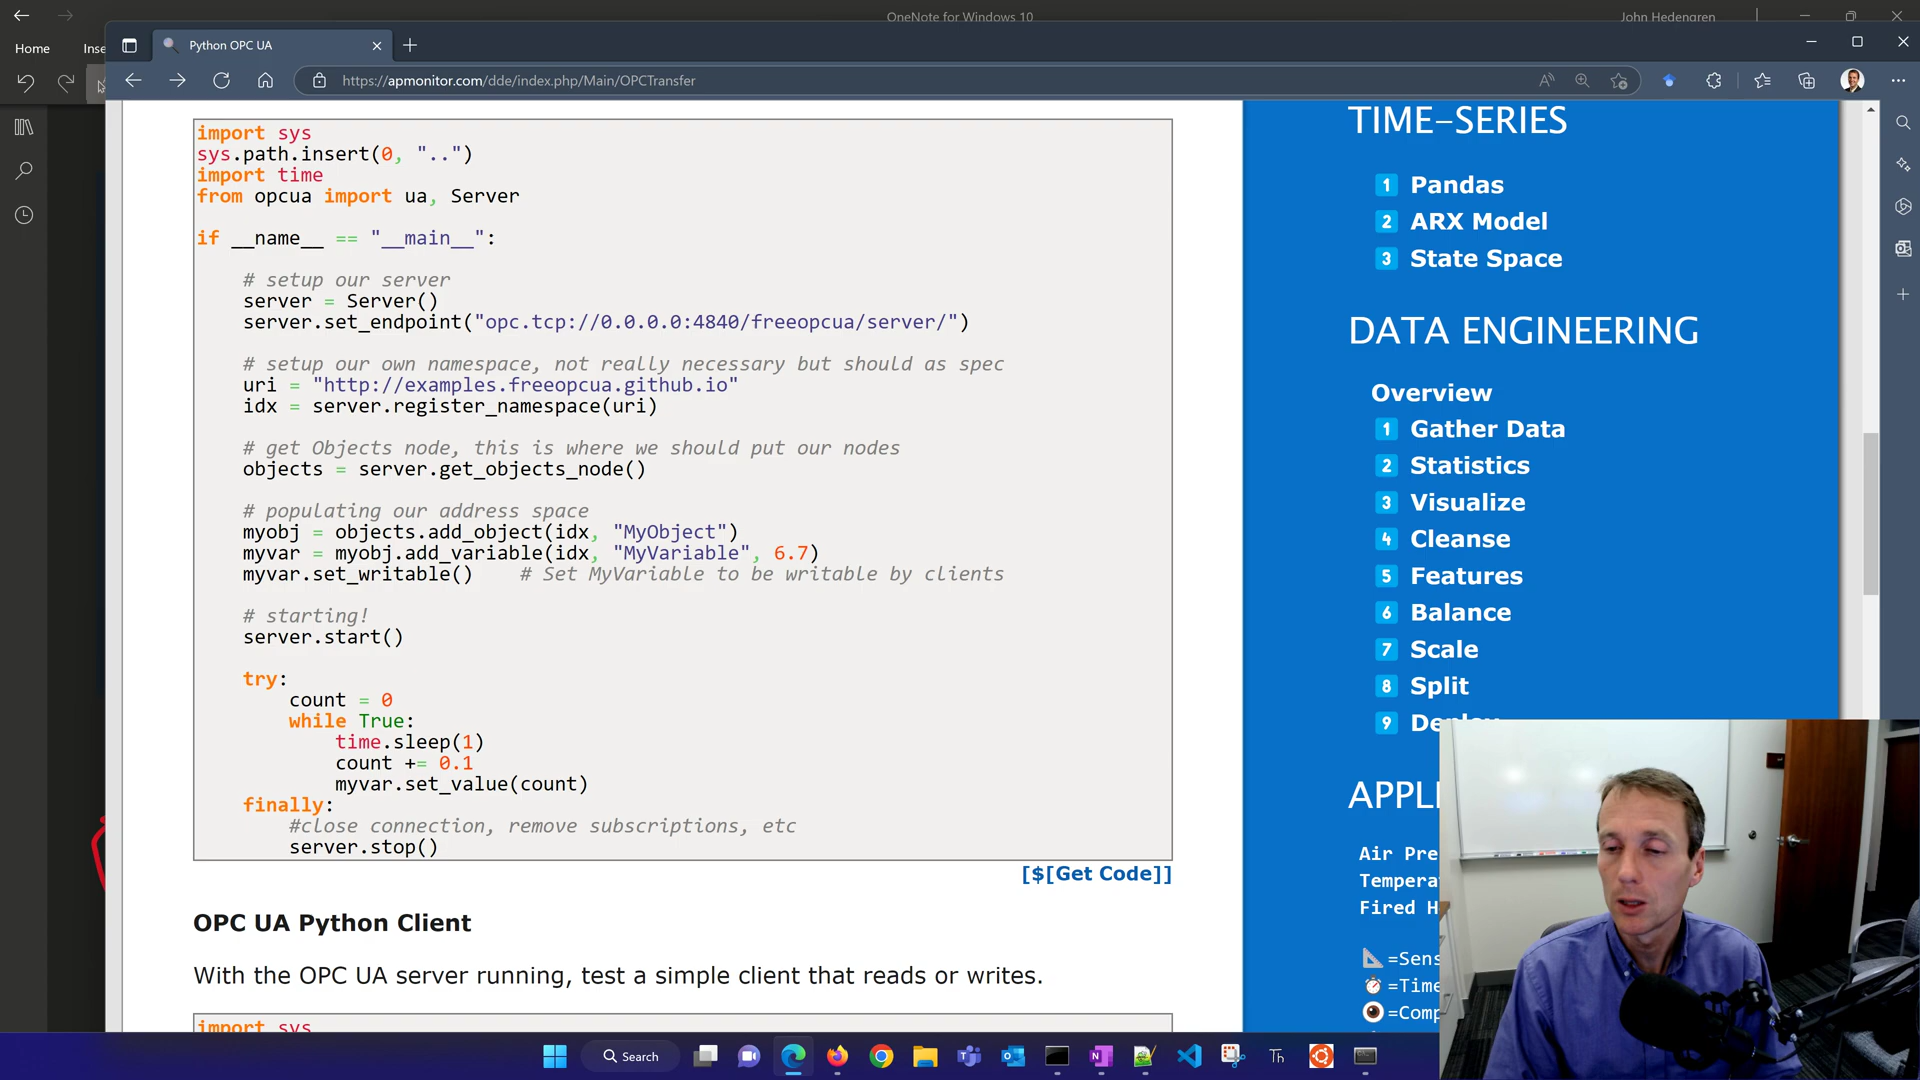 OneNote for Windows 10
John Hedengren
Home
Inse
Python OPC UA
https://apmonitor.com/dde/index.php/Main/OPCTransfer
import sys
sys.path.insert(0, "..")
import time
from opcua import ua, Server
if __name__ == "__main__":
# setup our server
server = Server()
server.set_endpoint("opc.tcp://0.0.0.0:4840/freeopcua/server/")
# setup our own namespace, not really necessary but should as spec
uri = "http://examples.freeopcua.github.io"
idx = server.register_namespace(uri)
# get Objects node, this is where we should put our nodes
objects = server.get_objects_node()
# populating our address space
myobj = objects.add_object(idx, "MyObject")
myvar = myobj.add_variable(idx, "MyVariable", 6.7)
myvar.set_writable()    # Set MyVariable to be writable by clients
# starting!
server.start()
try:
count = 0
while True:
time.sleep(1)
count += 0.1
myvar.set_value(count)
finally:
#close connection, remove subscriptions, etc
server.stop()
[$[Get Code]]
OPC UA Python Client
With the OPC UA server running, test a simple client that reads or writes.
import sys
TIME-SERIES
1 Pandas
2 ARX Model
3 State Space
DATA ENGINEERING
Overview
1 Gather Data
2 Statistics
3 Visualize
4 Cleanse
5 Features
6 Balance
7 Scale
8 Split
9 Deploy
APPL
Air Pre
Tempera
Fired H
=Sens
=Time
=Comp
Search
Th